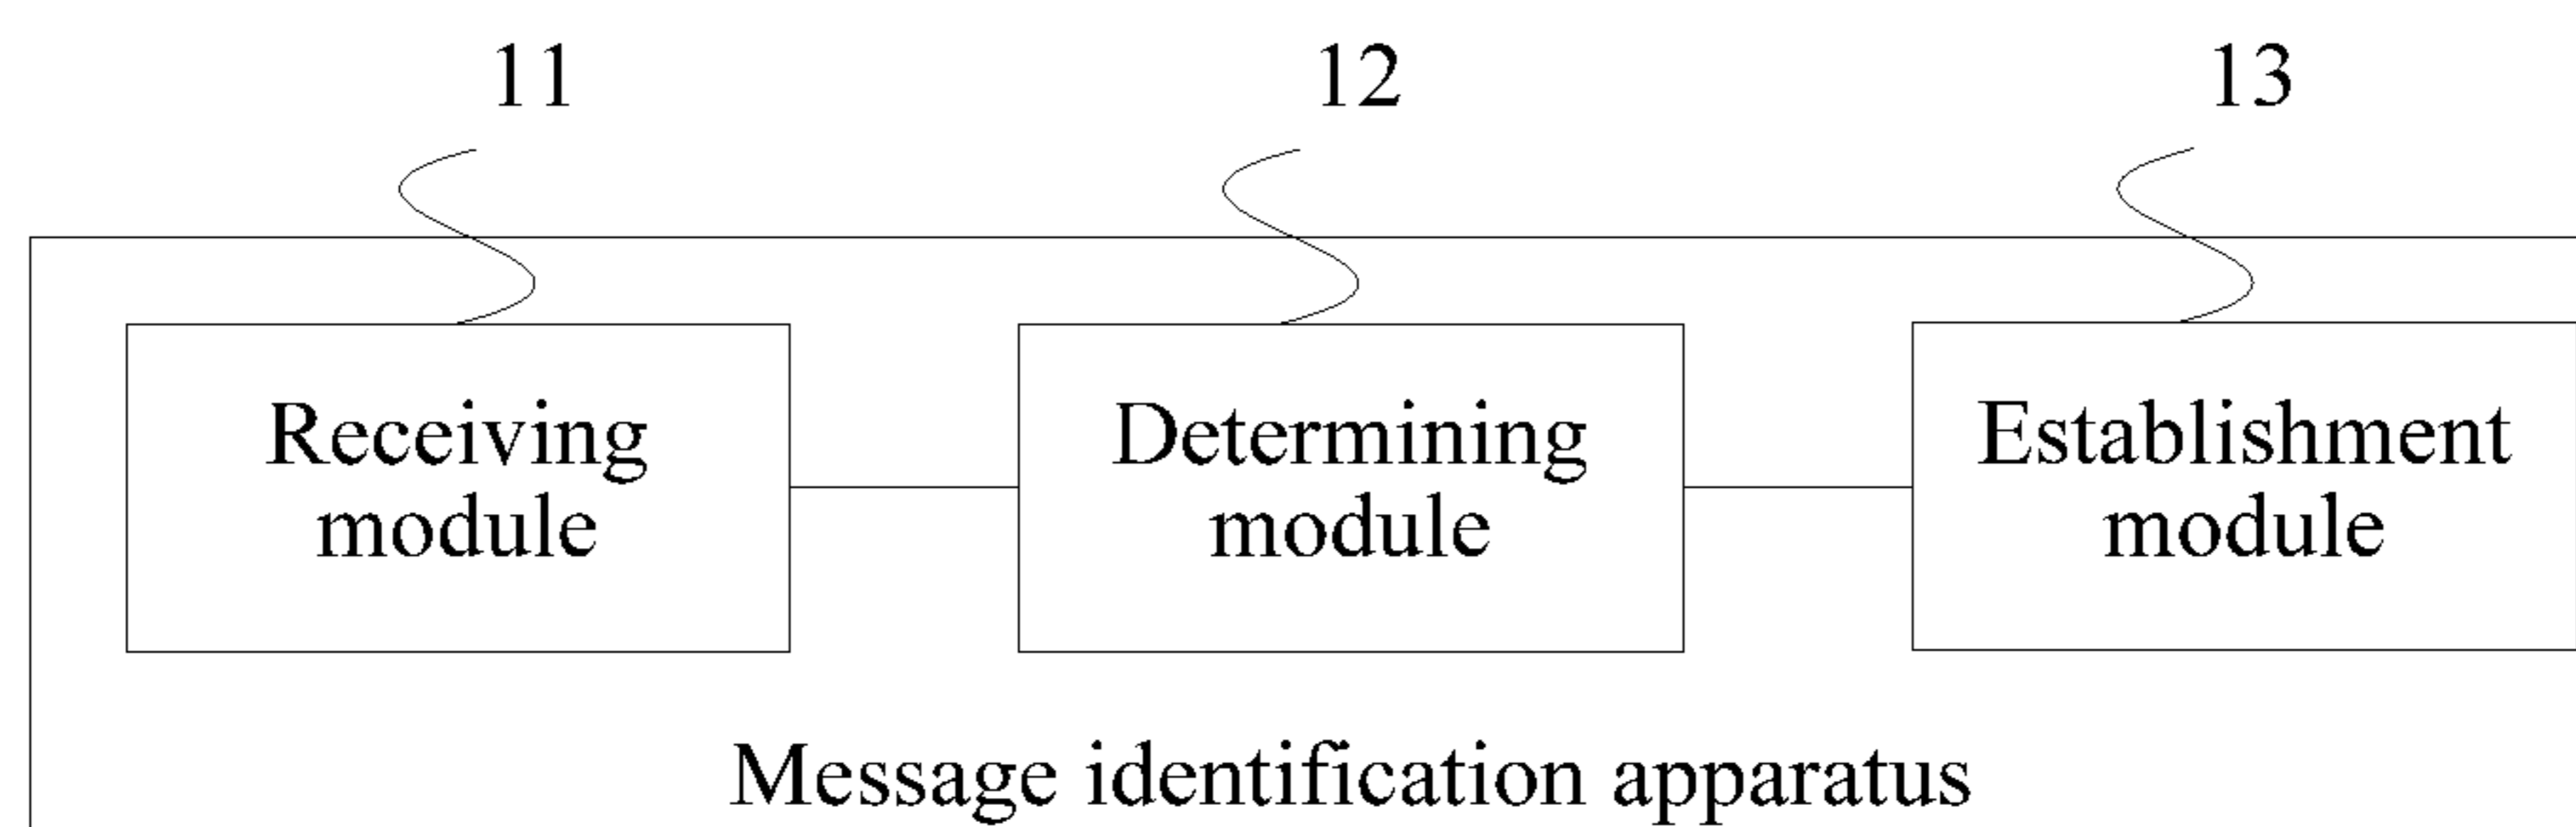 11
12
13
Receiving
module
Determining
module
Establishment
module
Message identification apparatus